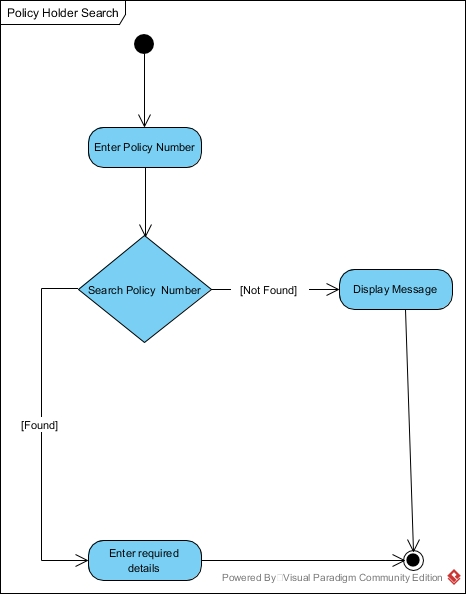 Policy Holder Search
Enter Policy Number
Search Policy Number
[Not Found]
Display Message
[Found]
Enter required
details
Powered By Visual Paradigm Community Edition